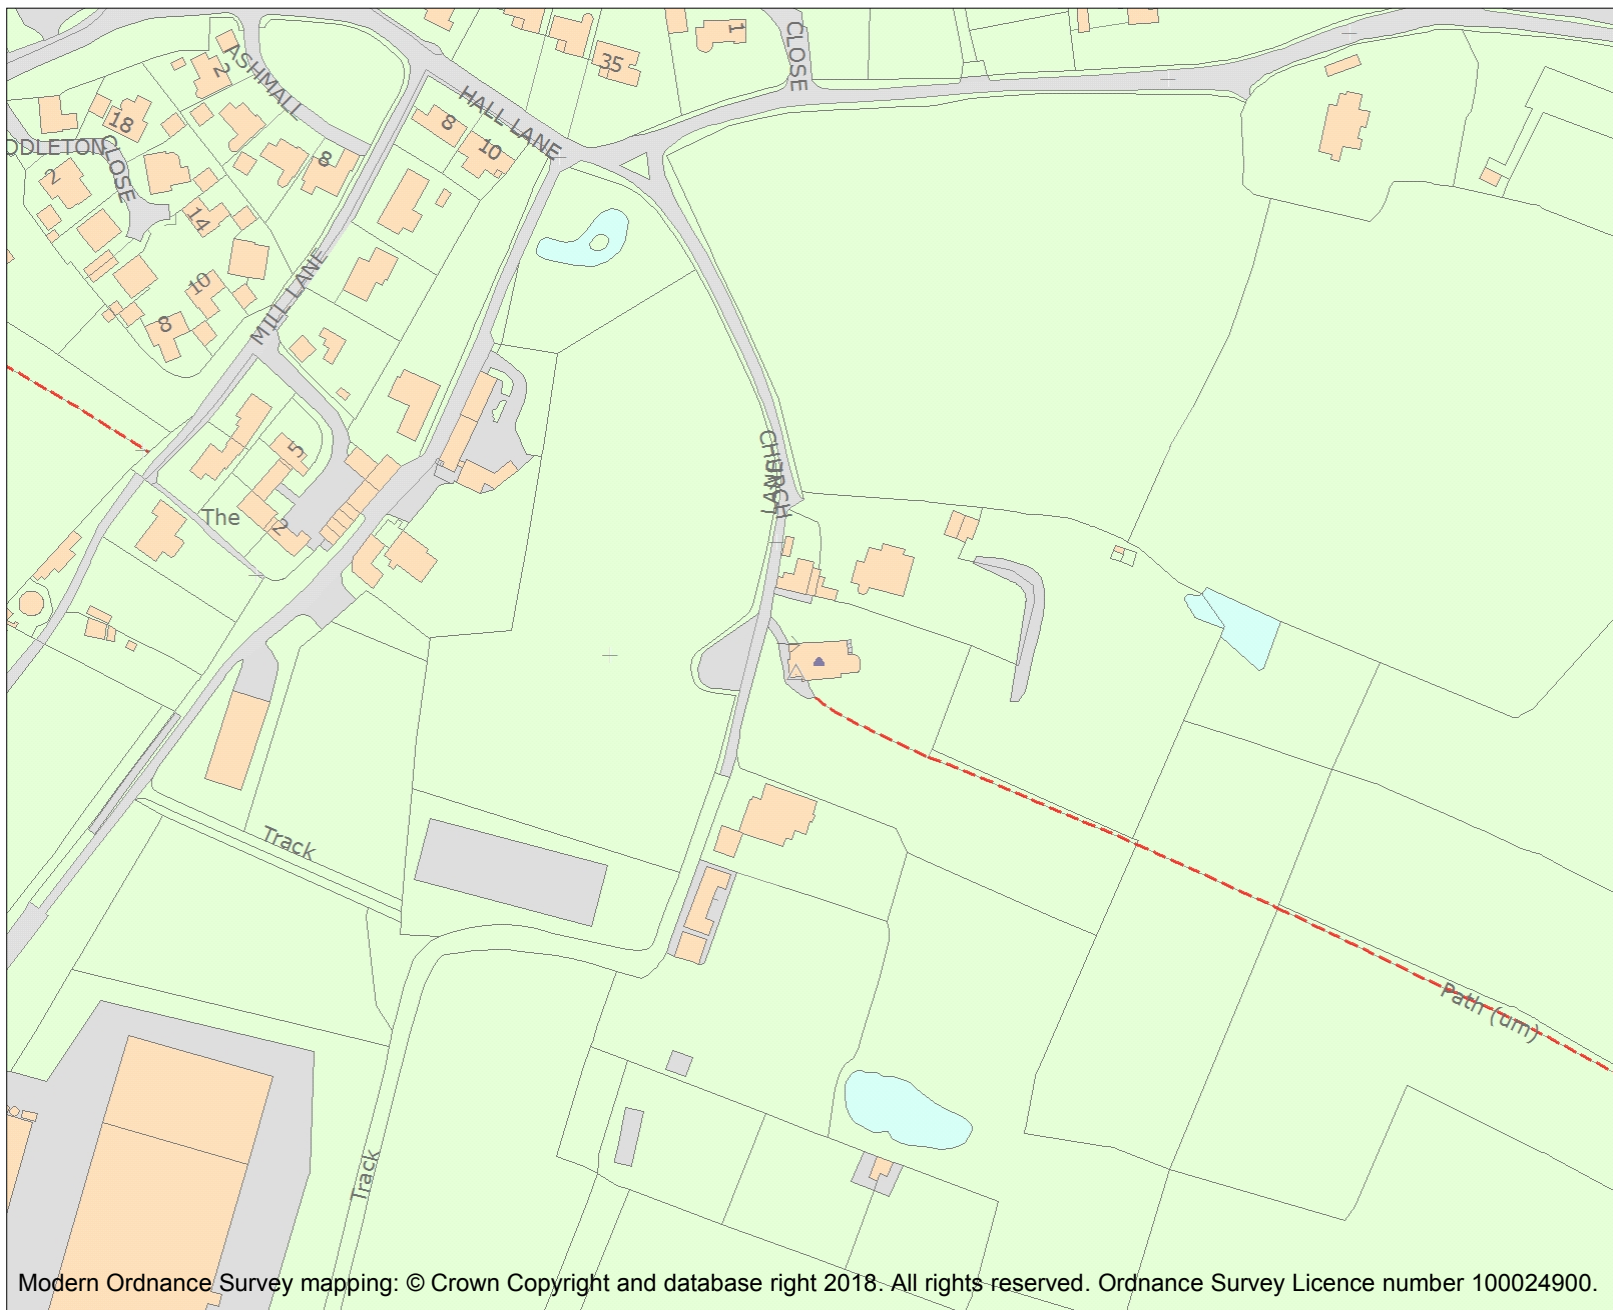 1
CLOSE
35
ASHMALL
2
HALL LANE
8
10
18
ODLETON
CLOSE
8
2
14
10
8
MILL LANE
5
The
2
CHURCH
LANE
Track
Path (um)
Track
Modern Ordnance Survey mapping: © Crown Copyright and database right 2018. All rights reserved. Ordnance Survey Licence number 100024900.